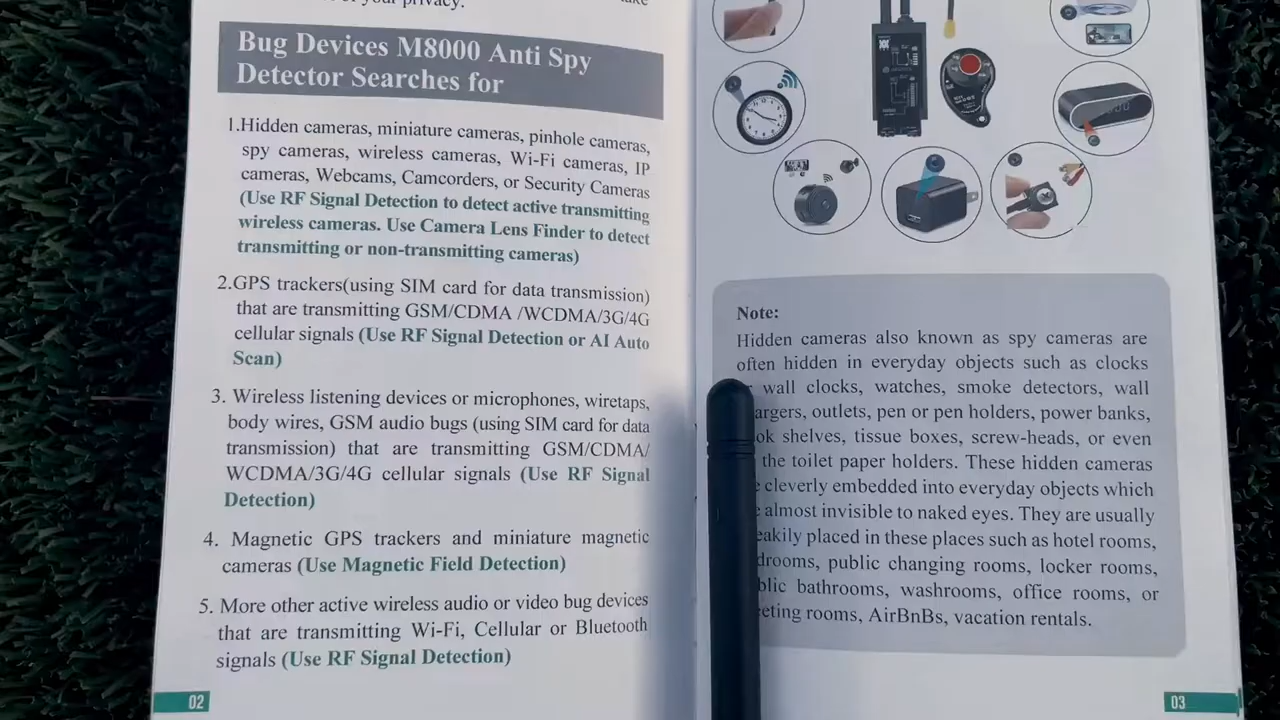 of your privacy.
Bug Devices M8000 Anti Spy
Detector Searches for
1.Hidden cameras, miniature cameras, pinhole cameras,
spy cameras, wireless cameras, Wi-Fi cameras, IP
cameras, Webcams, Camcorders, or Security Cameras
(Use RF Signal Detection to detect active transmitting
wireless cameras. Use Camera Lens Finder to detect
transmitting or non-transmitting cameras)
2.GPS trackers(using SIM card for data transmission)
that are transmitting GSM/CDMA /WCDMA/3G/4G
cellular signals (Use RF Signal Detection or AI Auto
Scan)
3. Wireless listening devices or microphones, wiretaps,
body wires, GSM audio bugs (using SIM card for data
transmission) that are transmitting GSM/CDMA/
WCDMA/3G/4G cellular signals (Use RF Signal
Detection)
4. Magnetic GPS trackers and miniature magnetic
cameras (Use Magnetic Field Detection)
5. More other active wireless audio or video bug devices
that are transmitting Wi-Fi, Cellular or Bluetooth
signals (Use RF Signal Detection)
02
Note:
Hidden cameras also known as spy cameras are
often hidden in everyday objects such as clocks
wall clocks, watches, smoke detectors, wall
argers, outlets, pen or pen holders, power banks,
ok shelves, tissue boxes, screw-heads, or even
the toilet paper holders. These hidden cameras
e cleverly embedded into everyday objects which
almost invisible to naked eyes. They are usually
eakily placed in these places such as hotel rooms,
drooms, public changing rooms, locker rooms,
blic bathrooms, washrooms, office rooms, or
eting rooms, AirBnBs, vacation rentals.
03